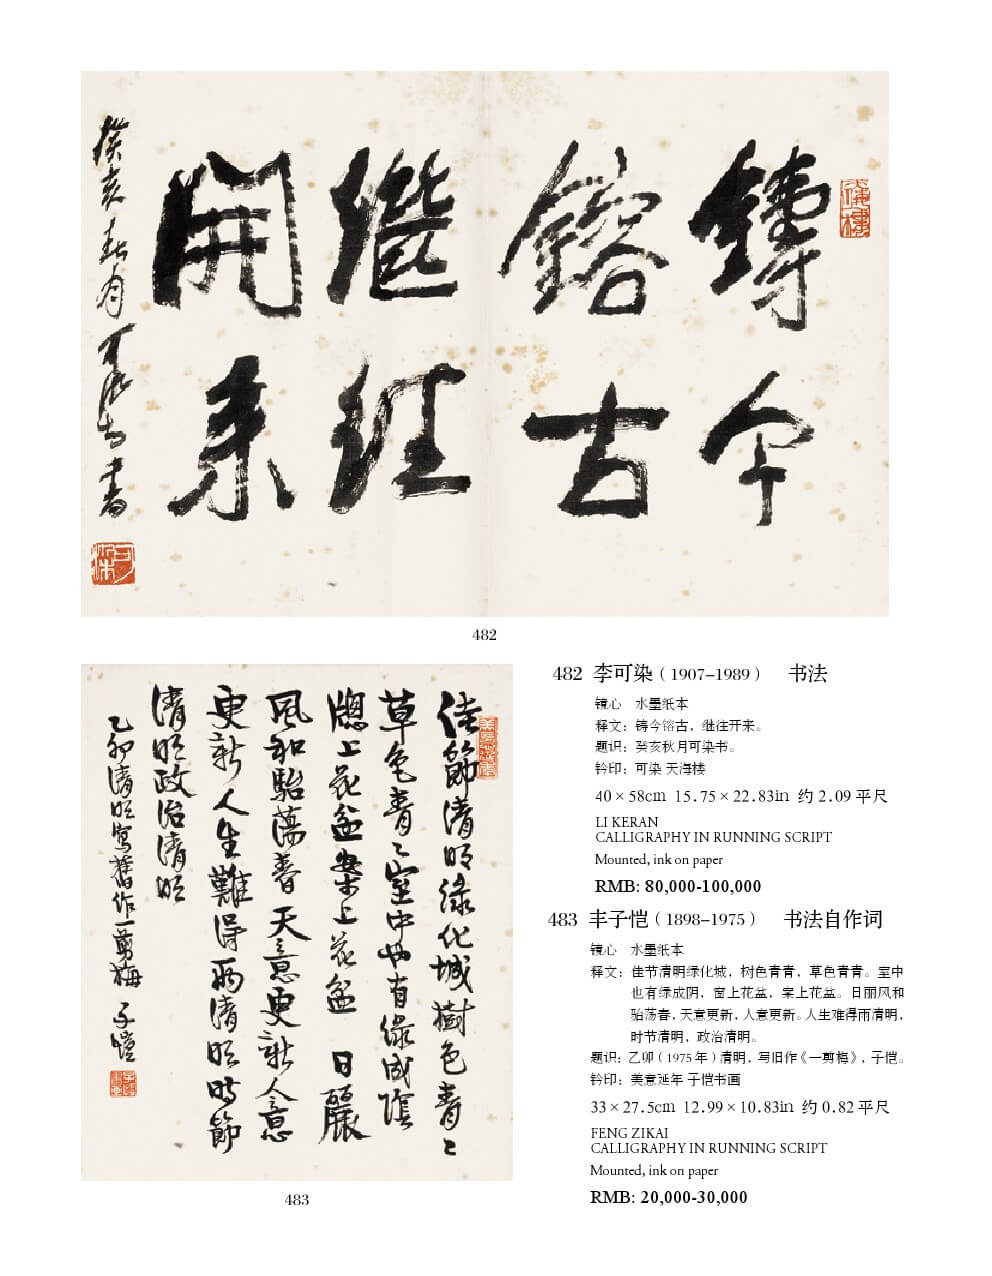 鑄今
鎔古
繼往
開來
癸亥秋月可染書
可染
482
佳節清明綠化城樹色青〻
草色青〻室中也有綠成蔭
窗上花盆案上花盆 日麗
風和駘蕩春天意更新人意
更新人生難得兩清明時節
清明政治清明
乙卯清明寫舊作一剪梅 子愷
483
482 李可染（1907–1989） 书法
镜心 水墨纸本
释文：铸今镕古，继往开来。
题识：癸亥秋月可染书。
钤印：可染 天海楼
40×58cm 15.75×22.83in 约 2.09 平尺
LI KERAN
CALLIGRAPHY IN RUNNING SCRIPT
Mounted, ink on paper
RMB: 80,000-100,000
483 丰子恺（1898–1975） 书法自作词
镜心 水墨纸本
释文：佳节清明绿化城，树色青青，草色青青。室中
也有绿成阴，窗上花盆，案上花盆。日丽风和
骀荡春，天意更新，人意更新。人生难得雨清明，
时节清明，政治清明。
题识：乙卯（1975 年）清明，写旧作《一剪梅》，子恺。
钤印：美意延年 子恺书画
33×27.5cm 12.99×10.83in 约 0.82 平尺
FENG ZIKAI
CALLIGRAPHY IN RUNNING SCRIPT
Mounted, ink on paper
RMB: 20,000-30,000